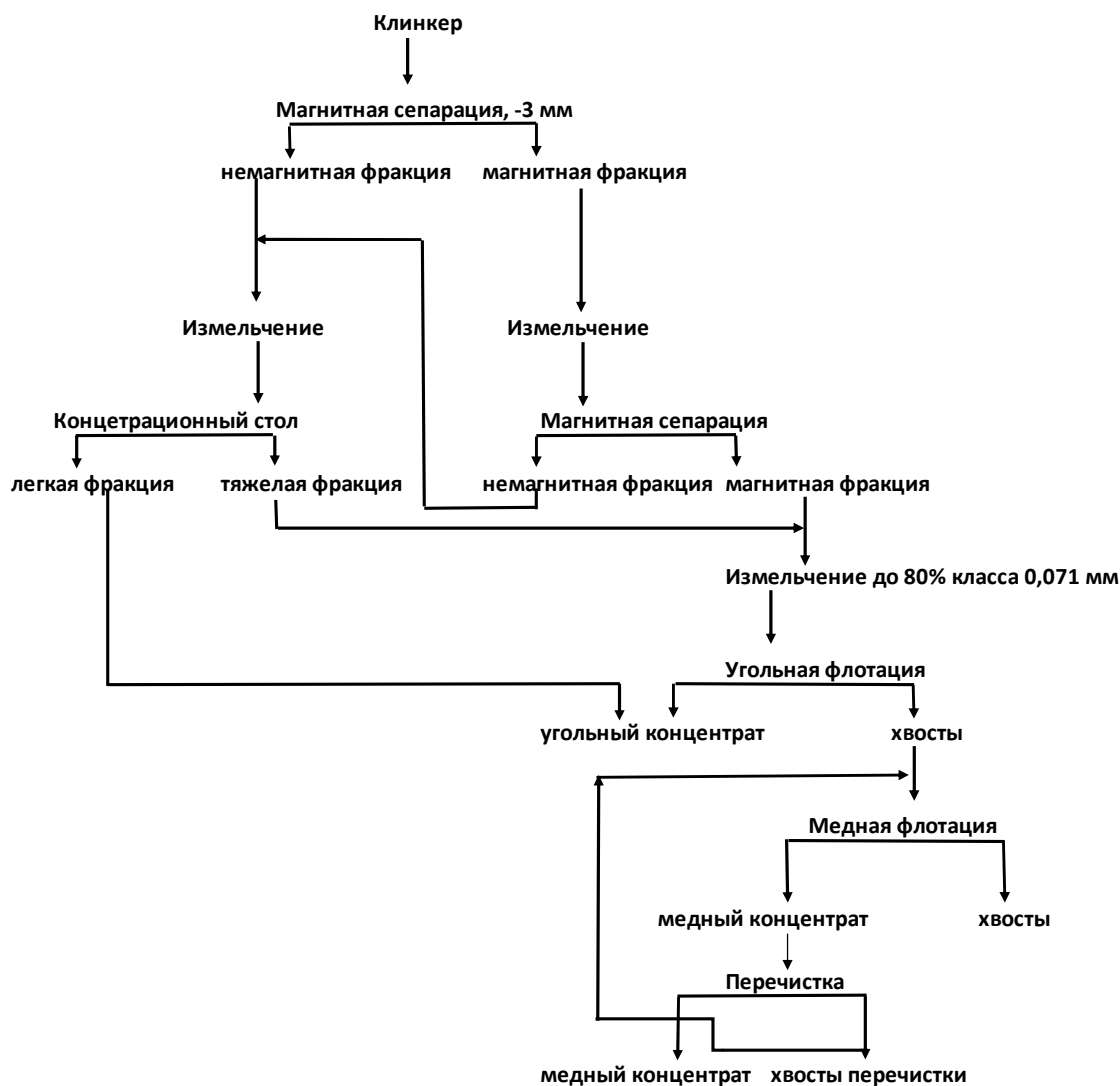 Клинкер
Магнитная сепарация, -3 мм
немагнитная фракция магнитная фракция
Измельчение Измельчение
Концетрационный стол Магнитная сепарация
легкая фракция тяжелая фракция немагнитная фракция магнитная фракция
Измельчение до 80% класса 0,071 мм
Угольная флотация
угольный концентрат хвосты
Медная флотация
медный концентрат хвосты
Перечистка
медный концентрат хвосты перечистки